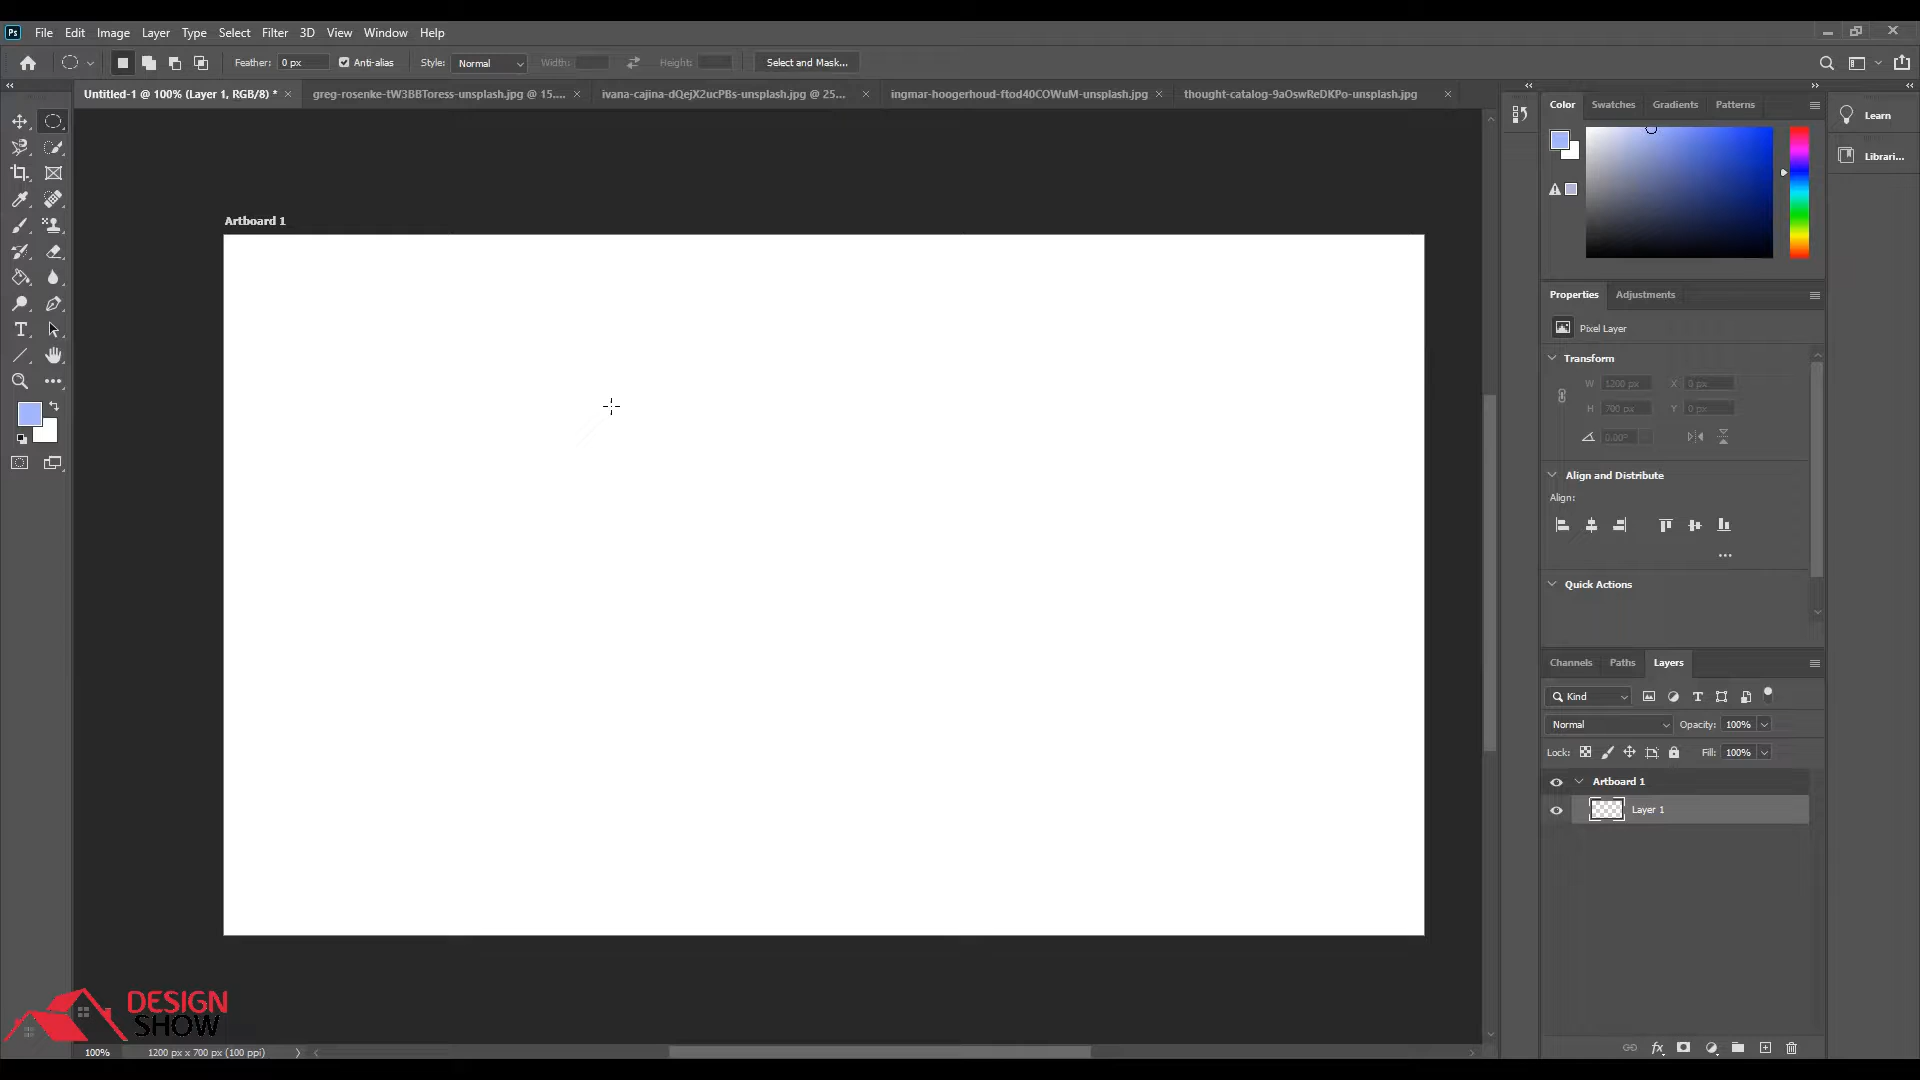 Ps File Edit Image Layer Type Select Filter 3D View Window Help
Feather: 0 px Anti-alias Style: Normal Width: Height: Select and Mask...
Untitled-1 @ 100% (Layer 1, RGB/8) * greg-rosenke-tW3BBToress-unsplash.jpg @ 15.... ivana-cajina-dQejX2ucPBs-unsplash.jpg @ 25... ingmar-hoogerhoud-ftod40COWuM-unsplash.jpg thought-catalog-9aOswReDKPo-unsplash.jpg
Color Swatches Gradients Patterns
Learn
Librari...
Artboard 1
Properties Adjustments
Pixel Layer
Transform
W 1200 px X 0 px
H 700 px Y 0 px
0.00°
Align and Distribute
Align:
Quick Actions
Channels Paths Layers
Kind
Normal Opacity: 100%
Lock: Fill: 100%
Artboard 1
Layer 1
DESIGN
SHOW
100% 1200 px x 700 px (100 ppi)